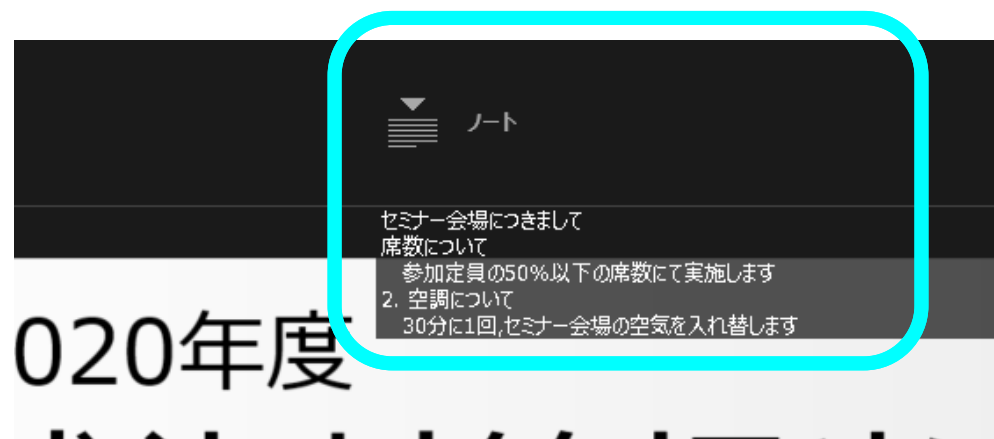 ノート
セミナー会場につきまして
席数について
参加定員の50%以下の席数にて実施します
2. 空調について
30分に1回,セミナー会場の空気を入れ替します
020年度